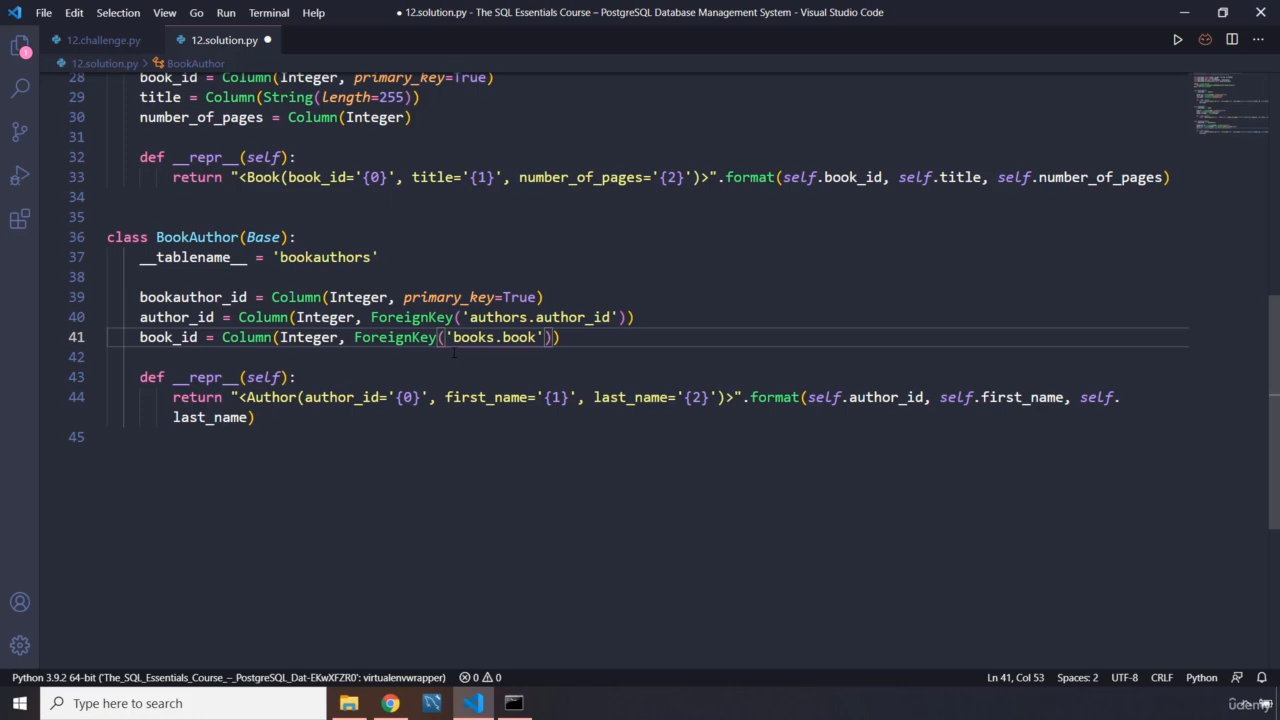 File Edit Selection View Go Run Terminal Help ● 12.solution.py - The SQL Essentials Course – PostgreSQL Database Management System - Visual Studio Code
12.challenge.py 12.solution.py ●
12.solution.py > BookAuthor
1
28 book_id = Column(Integer, primary_key=True)
29 title = Column(String(length=255))
30 number_of_pages = Column(Integer)
31
32 def __repr__(self):
33 return "<Book(book_id='{0}', title='{1}', number_of_pages='{2}')>".format(self.book_id, self.title, self.number_of_pages)
34
35
36 class BookAuthor(Base):
37 __tablename__ = 'bookauthors'
38
39 bookauthor_id = Column(Integer, primary_key=True)
40 author_id = Column(Integer, ForeignKey('authors.author_id'))
41 book_id = Column(Integer, ForeignKey('books.book'))
42
43 def __repr__(self):
44 return "<Author(author_id='{0}', first_name='{1}', last_name='{2}')>".format(self.author_id, self.first_name, self.
last_name)
45
Python 3.9.2 64-bit ('The_SQL_Essentials_Course_–_PostgreSQL_Dat-EKwXFZR0': virtualenvwrapper) 0 0 Ln 41, Col 53 Spaces: 2 UTF-8 CRLF Python
Type here to search
udemy